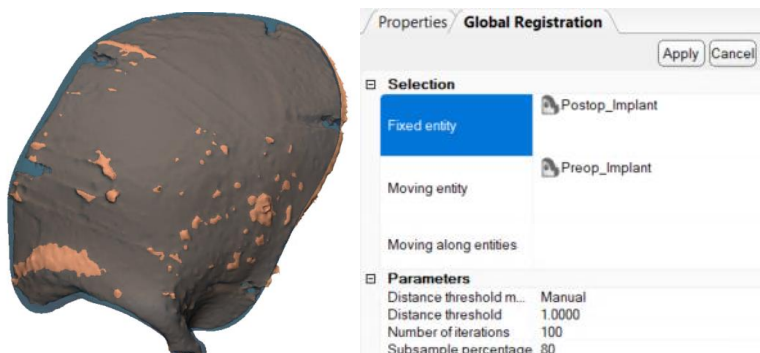 Properties Global Registration
Apply Cancel
Selection
Fixed entity Postop_Implant
Moving entity Preop_Implant
Moving along entities
Parameters
Distance threshold m... Manual
Distance threshold 1.0000
Number of iterations 100
Subsample percentage 80